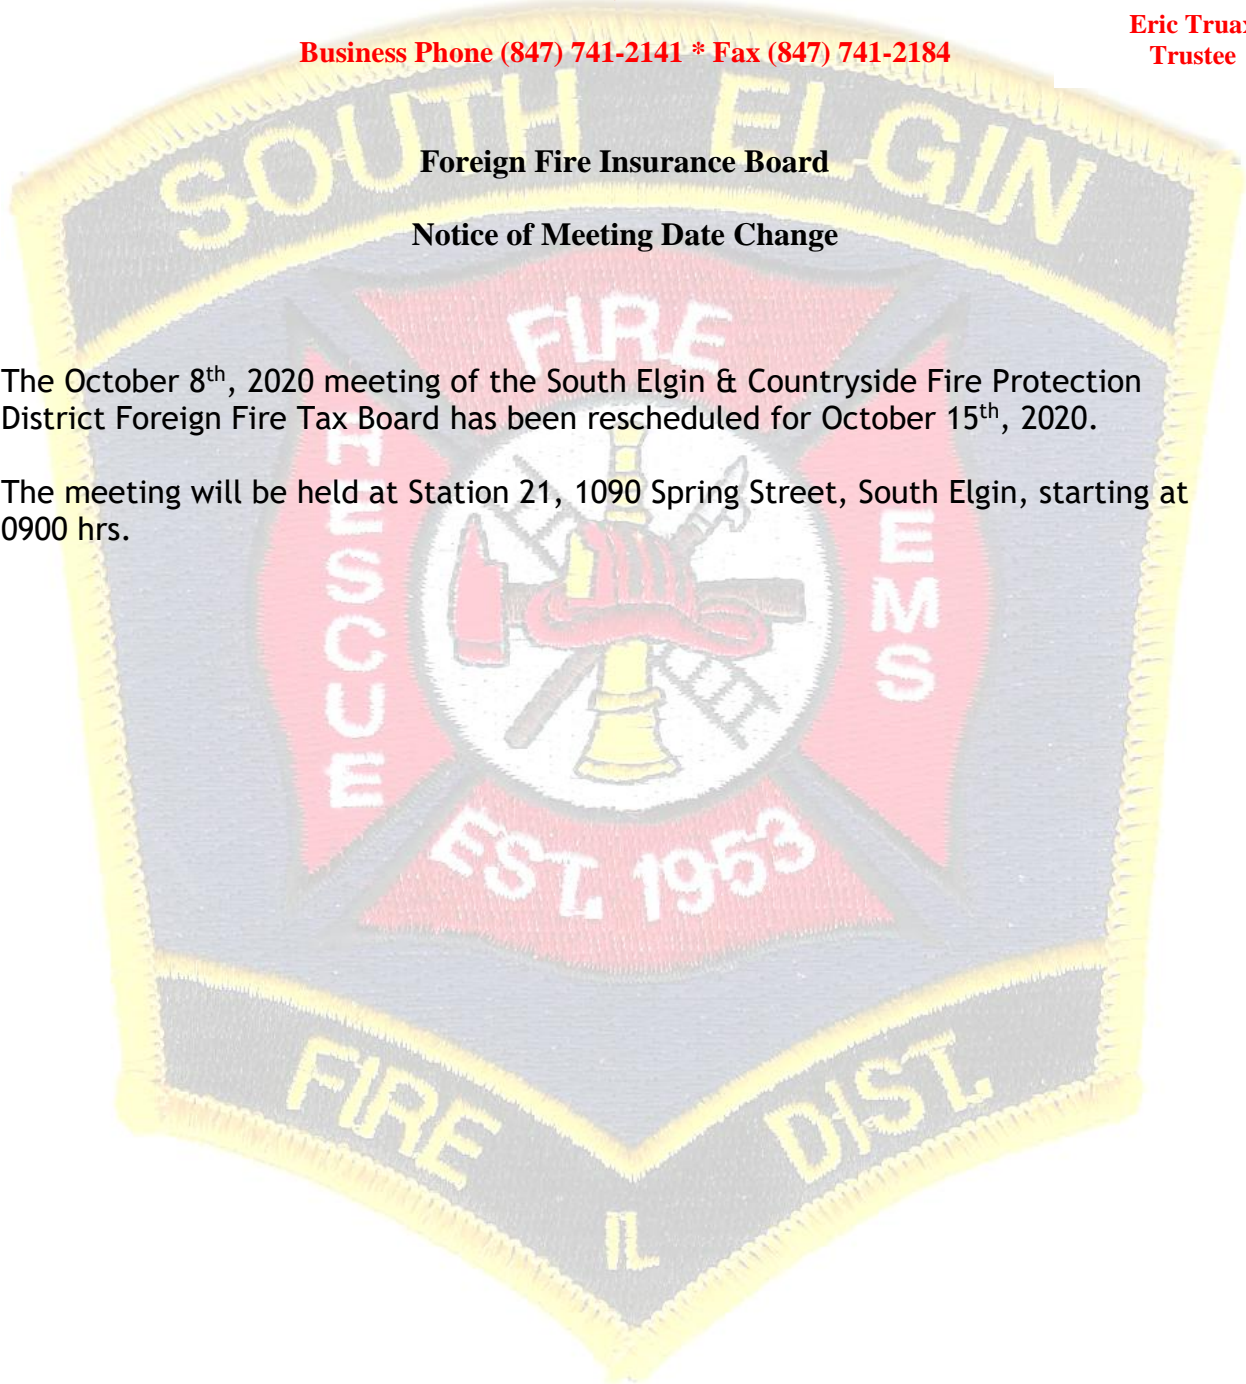 Eric Truax
Trustee
Business Phone (847) 741-2141 * Fax (847) 741-2184
SOUTH ELGIN
Foreign Fire Insurance Board
Notice of Meeting Date Change
FIRE
The October 8th, 2020 meeting of the South Elgin & Countryside Fire Protection
District Foreign Fire Tax Board has been rescheduled for October 15th, 2020.
The meeting will be held at Station 21, 1090 Spring Street, South Elgin, starting at
0900 hrs.
RESCUE
EMS
EST. 1953
FIRE DIST.
IL